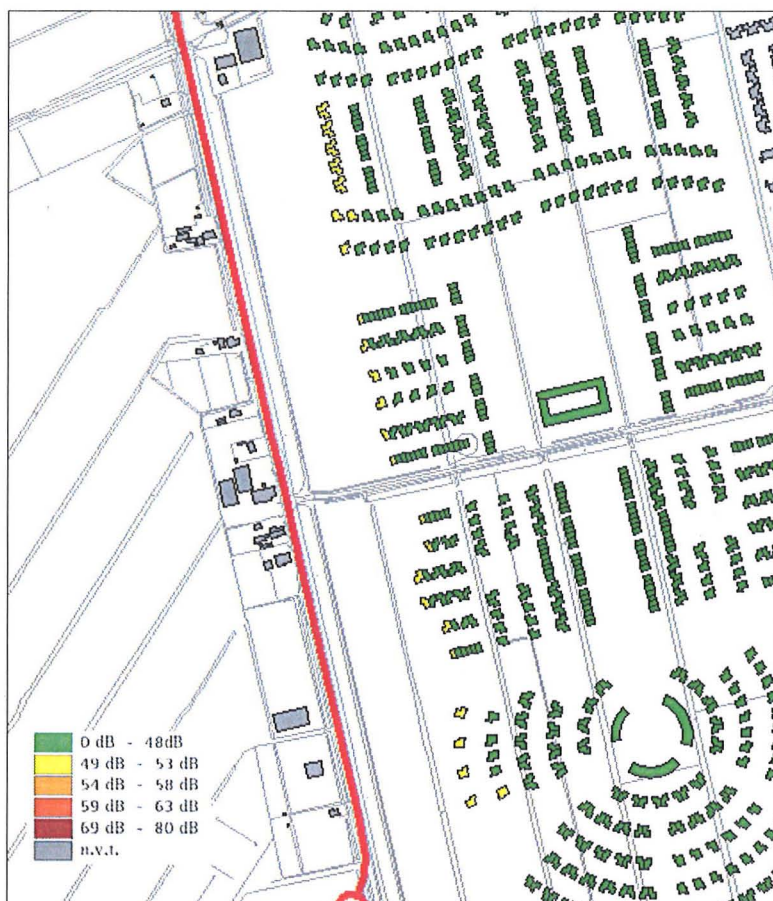 0 dB - 48dB
49 dB - 53 dB
54 dB - 58 dB
59 dB - 63 dB
69 dB - 80 dB
n.v.t.